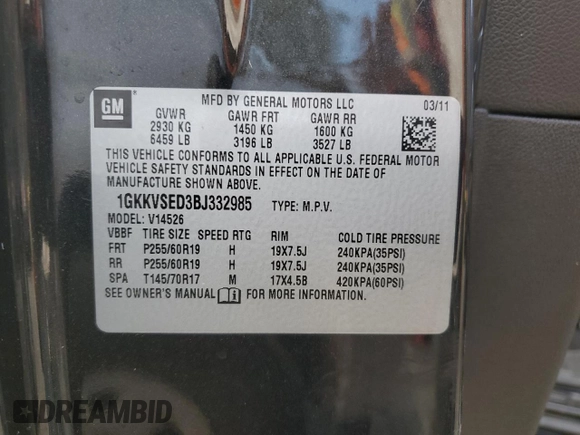 GM
MFD BY GENERAL MOTORS LLC 03/11
GVWR GAWR FRT GAWR RR
2930 KG 1450 KG 1600 KG
6459 LB 3196 LB 3527 LB
THIS VEHICLE CONFORMS TO ALL APPLICABLE U.S. FEDERAL MOTOR
VEHICLE SAFETY STANDARDS IN EFFECT ON THE DATE OF
MANUFACTURE SHOWN ABOVE.
1GKKVSED3BJ332985 TYPE: M.P.V.
MODEL: V14526
VBBF TIRE SIZE SPEED RTG RIM COLD TIRE PRESSURE
FRT P255/60R19 H 19X7.5J 240KPA(35PSI)
RR P255/60R19 H 19X7.5J 240KPA(35PSI)
SPA T145/70R17 M 17X4.5B 420KPA(60PSI)
SEE OWNER'S MANUAL FOR MORE INFORMATION.
DREAMBID